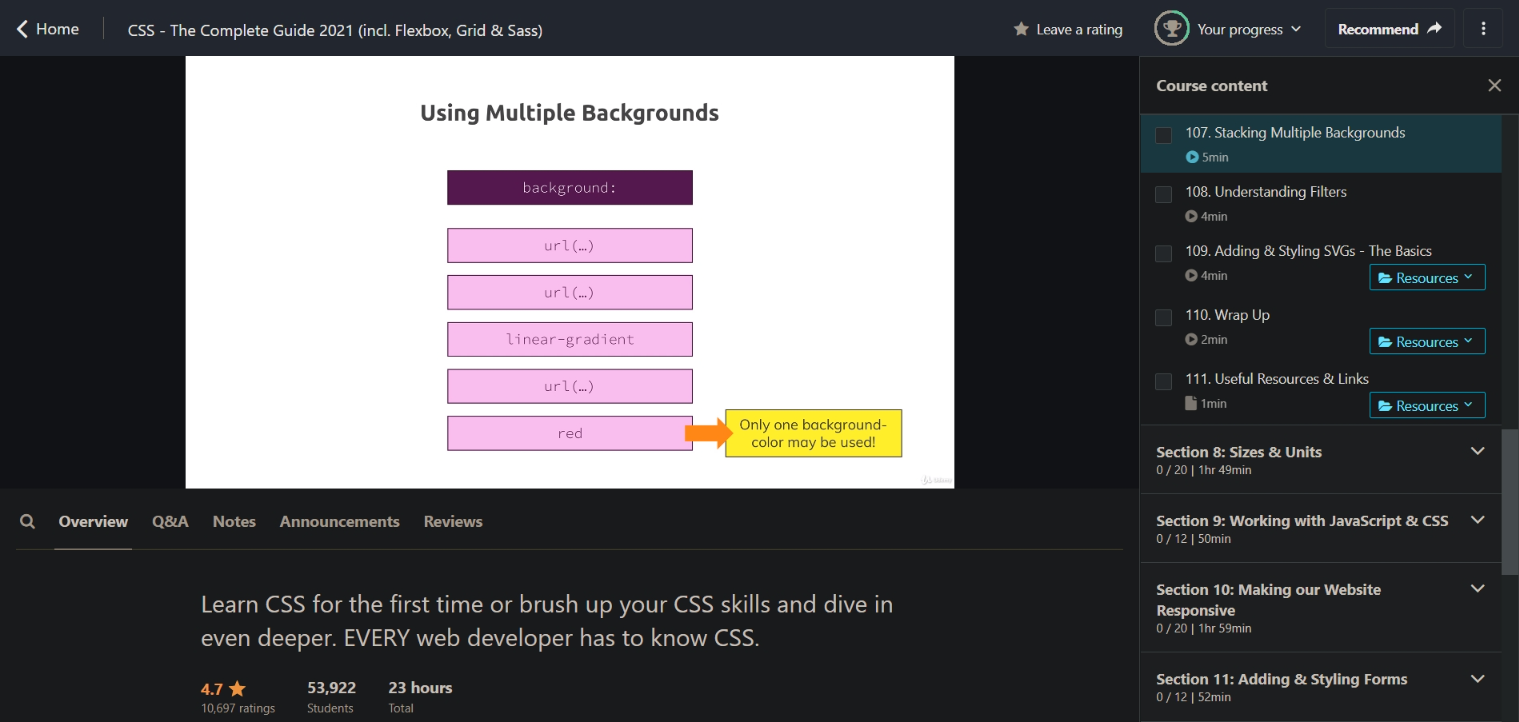 Home
CSS - The Complete Guide 2021 (incl. Flexbox, Grid & Sass)
Leave a rating
Your progress
Recommend
Using Multiple Backgrounds
background:
url(…)
url(…)
linear-gradient
url(…)
red
Only one background-
color may be used!
Overview
Q&A
Notes
Announcements
Reviews
Learn CSS for the first time or brush up your CSS skills and dive in
even deeper. EVERY web developer has to know CSS.
4.7
53,922
23 hours
10,697 ratings
Students
Total
Course content
107. Stacking Multiple Backgrounds
5min
108. Understanding Filters
4min
109. Adding & Styling SVGs - The Basics
4min
Resources
110. Wrap Up
2min
Resources
111. Useful Resources & Links
1min
Resources
Section 8: Sizes & Units
0 / 20 | 1hr 49min
Section 9: Working with JavaScript & CSS
0 / 12 | 50min
Section 10: Making our Website
Responsive
0 / 20 | 1hr 59min
Section 11: Adding & Styling Forms
0 / 12 | 52min